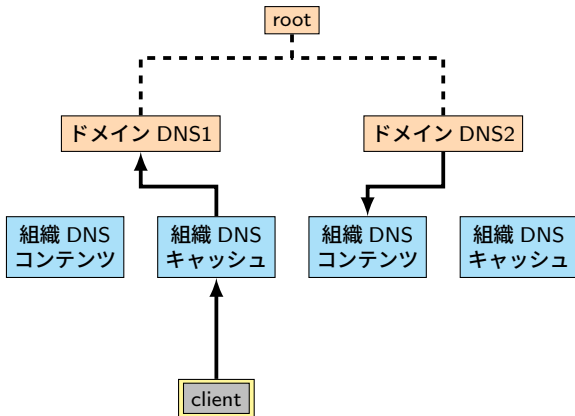 root
ドメイン DNS1
ドメイン DNS2
組織 DNS
コンテンツ
組織 DNS
キャッシュ
組織 DNS
コンテンツ
組織 DNS
キャッシュ
client